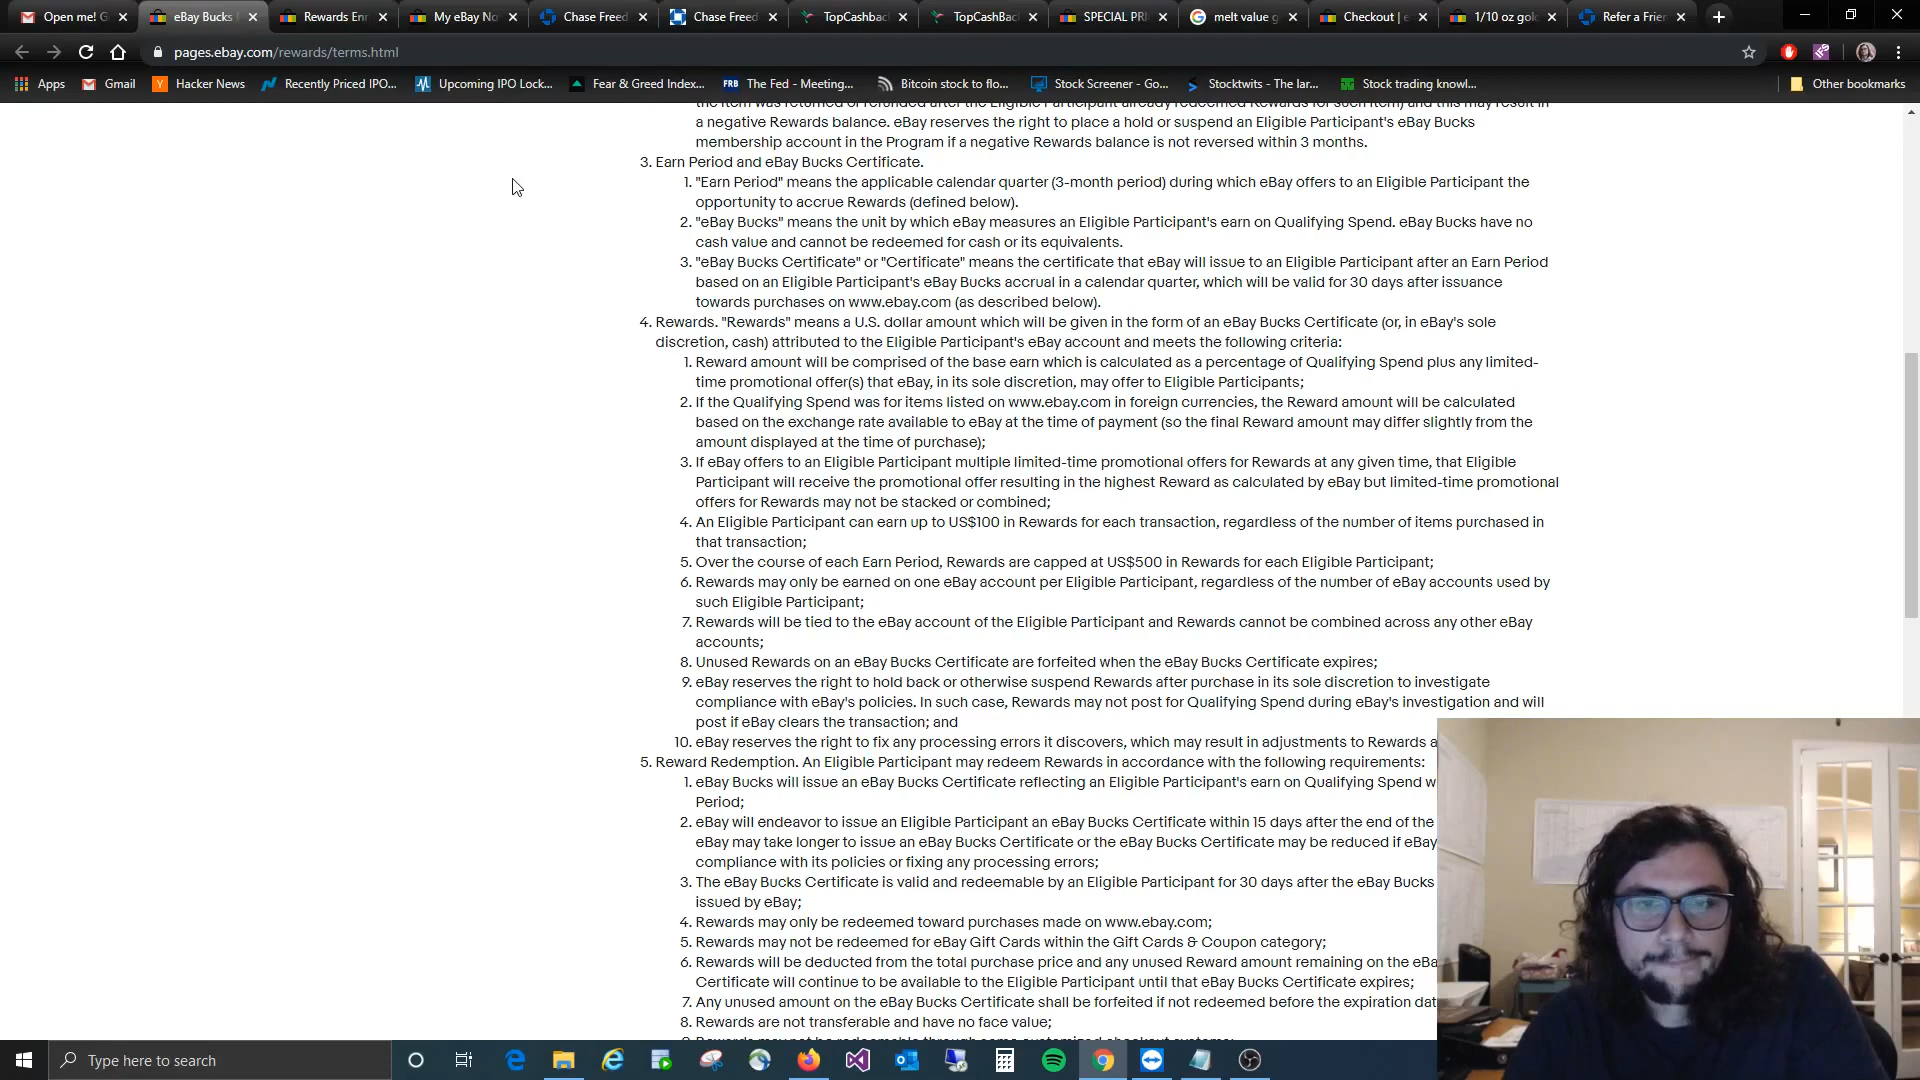 Open me! G
eBay Bucks
Rewards En
My eBay No
Chase Freed
Chase Freed
TopCashbac
TopCashBac
SPECIAL PRI
melt value g
Checkout | e
1/10 oz gol
Refer a Frie
pages.ebay.com/rewards/terms.html
Apps
Gmail
Hacker News
Recently Priced IPO...
Upcoming IPO Lock...
Fear & Greed Index...
FRB The Fed - Meeting...
Bitcoin stock to flo...
Stock Screener - Go...
Stocktwits - The lar...
Stock trading knowl...
Other bookmarks
the item was returned or refunded after the Eligible Participant already redeemed Rewards for such item) and this may result in
a negative Rewards balance. eBay reserves the right to place a hold or suspend an Eligible Participant's eBay Bucks
membership account in the Program if a negative Rewards balance is not reversed within 3 months.
3. Earn Period and eBay Bucks Certificate.
1. "Earn Period" means the applicable calendar quarter (3-month period) during which eBay offers to an Eligible Participant the
opportunity to accrue Rewards (defined below).
2. "eBay Bucks" means the unit by which eBay measures an Eligible Participant's earn on Qualifying Spend. eBay Bucks have no
cash value and cannot be redeemed for cash or its equivalents.
3. "eBay Bucks Certificate" or "Certificate" means the certificate that eBay will issue to an Eligible Participant after an Earn Period
based on an Eligible Participant's eBay Bucks accrual in a calendar quarter, which will be valid for 30 days after issuance
towards purchases on www.ebay.com (as described below).
4. Rewards. "Rewards" means a U.S. dollar amount which will be given in the form of an eBay Bucks Certificate (or, in eBay's sole
discretion, cash) attributed to the Eligible Participant's eBay account and meets the following criteria:
1. Reward amount will be comprised of the base earn which is calculated as a percentage of Qualifying Spend plus any limited-
time promotional offer(s) that eBay, in its sole discretion, may offer to Eligible Participants;
2. If the Qualifying Spend was for items listed on www.ebay.com in foreign currencies, the Reward amount will be calculated
based on the exchange rate available to eBay at the time of payment (so the final Reward amount may differ slightly from the
amount displayed at the time of purchase);
3. If eBay offers to an Eligible Participant multiple limited-time promotional offers for Rewards at any given time, that Eligible
Participant will receive the promotional offer resulting in the highest Reward as calculated by eBay but limited-time promotional
offers for Rewards may not be stacked or combined;
4. An Eligible Participant can earn up to US$100 in Rewards for each transaction, regardless of the number of items purchased in
that transaction;
5. Over the course of each Earn Period, Rewards are capped at US$500 in Rewards for each Eligible Participant;
6. Rewards may only be earned on one eBay account per Eligible Participant, regardless of the number of eBay accounts used by
such Eligible Participant;
7. Rewards will be tied to the eBay account of the Eligible Participant and Rewards cannot be combined across any other eBay
accounts;
8. Unused Rewards on an eBay Bucks Certificate are forfeited when the eBay Bucks Certificate expires;
9. eBay reserves the right to hold back or otherwise suspend Rewards after purchase in its sole discretion to investigate
compliance with eBay's policies. In such case, Rewards may not post for Qualifying Spend during eBay's investigation and will
post if eBay clears the transaction; and
10. eBay reserves the right to fix any processing errors it discovers, which may result in adjustments to Rewards a
5. Reward Redemption. An Eligible Participant may redeem Rewards in accordance with the following requirements:
1. eBay Bucks will issue an eBay Bucks Certificate reflecting an Eligible Participant's earn on Qualifying Spend w
Period;
2. eBay will endeavor to issue an Eligible Participant an eBay Bucks Certificate within 15 days after the end of the
eBay may take longer to issue an eBay Bucks Certificate or the eBay Bucks Certificate may be reduced if eBay
compliance with its policies or fixing any processing errors;
3. The eBay Bucks Certificate is valid and redeemable by an Eligible Participant for 30 days after the eBay Bucks
issued by eBay;
4. Rewards may only be redeemed toward purchases made on www.ebay.com;
5. Rewards may not be redeemed for eBay Gift Cards within the Gift Cards & Coupon category;
6. Rewards will be deducted from the total purchase price and any unused Reward amount remaining on the eBa
Certificate will continue to be available to the Eligible Participant until that eBay Bucks Certificate expires;
7. Any unused amount on the eBay Bucks Certificate shall be forfeited if not redeemed before the expiration dat
8. Rewards are not transferable and have no face value;
Type here to search